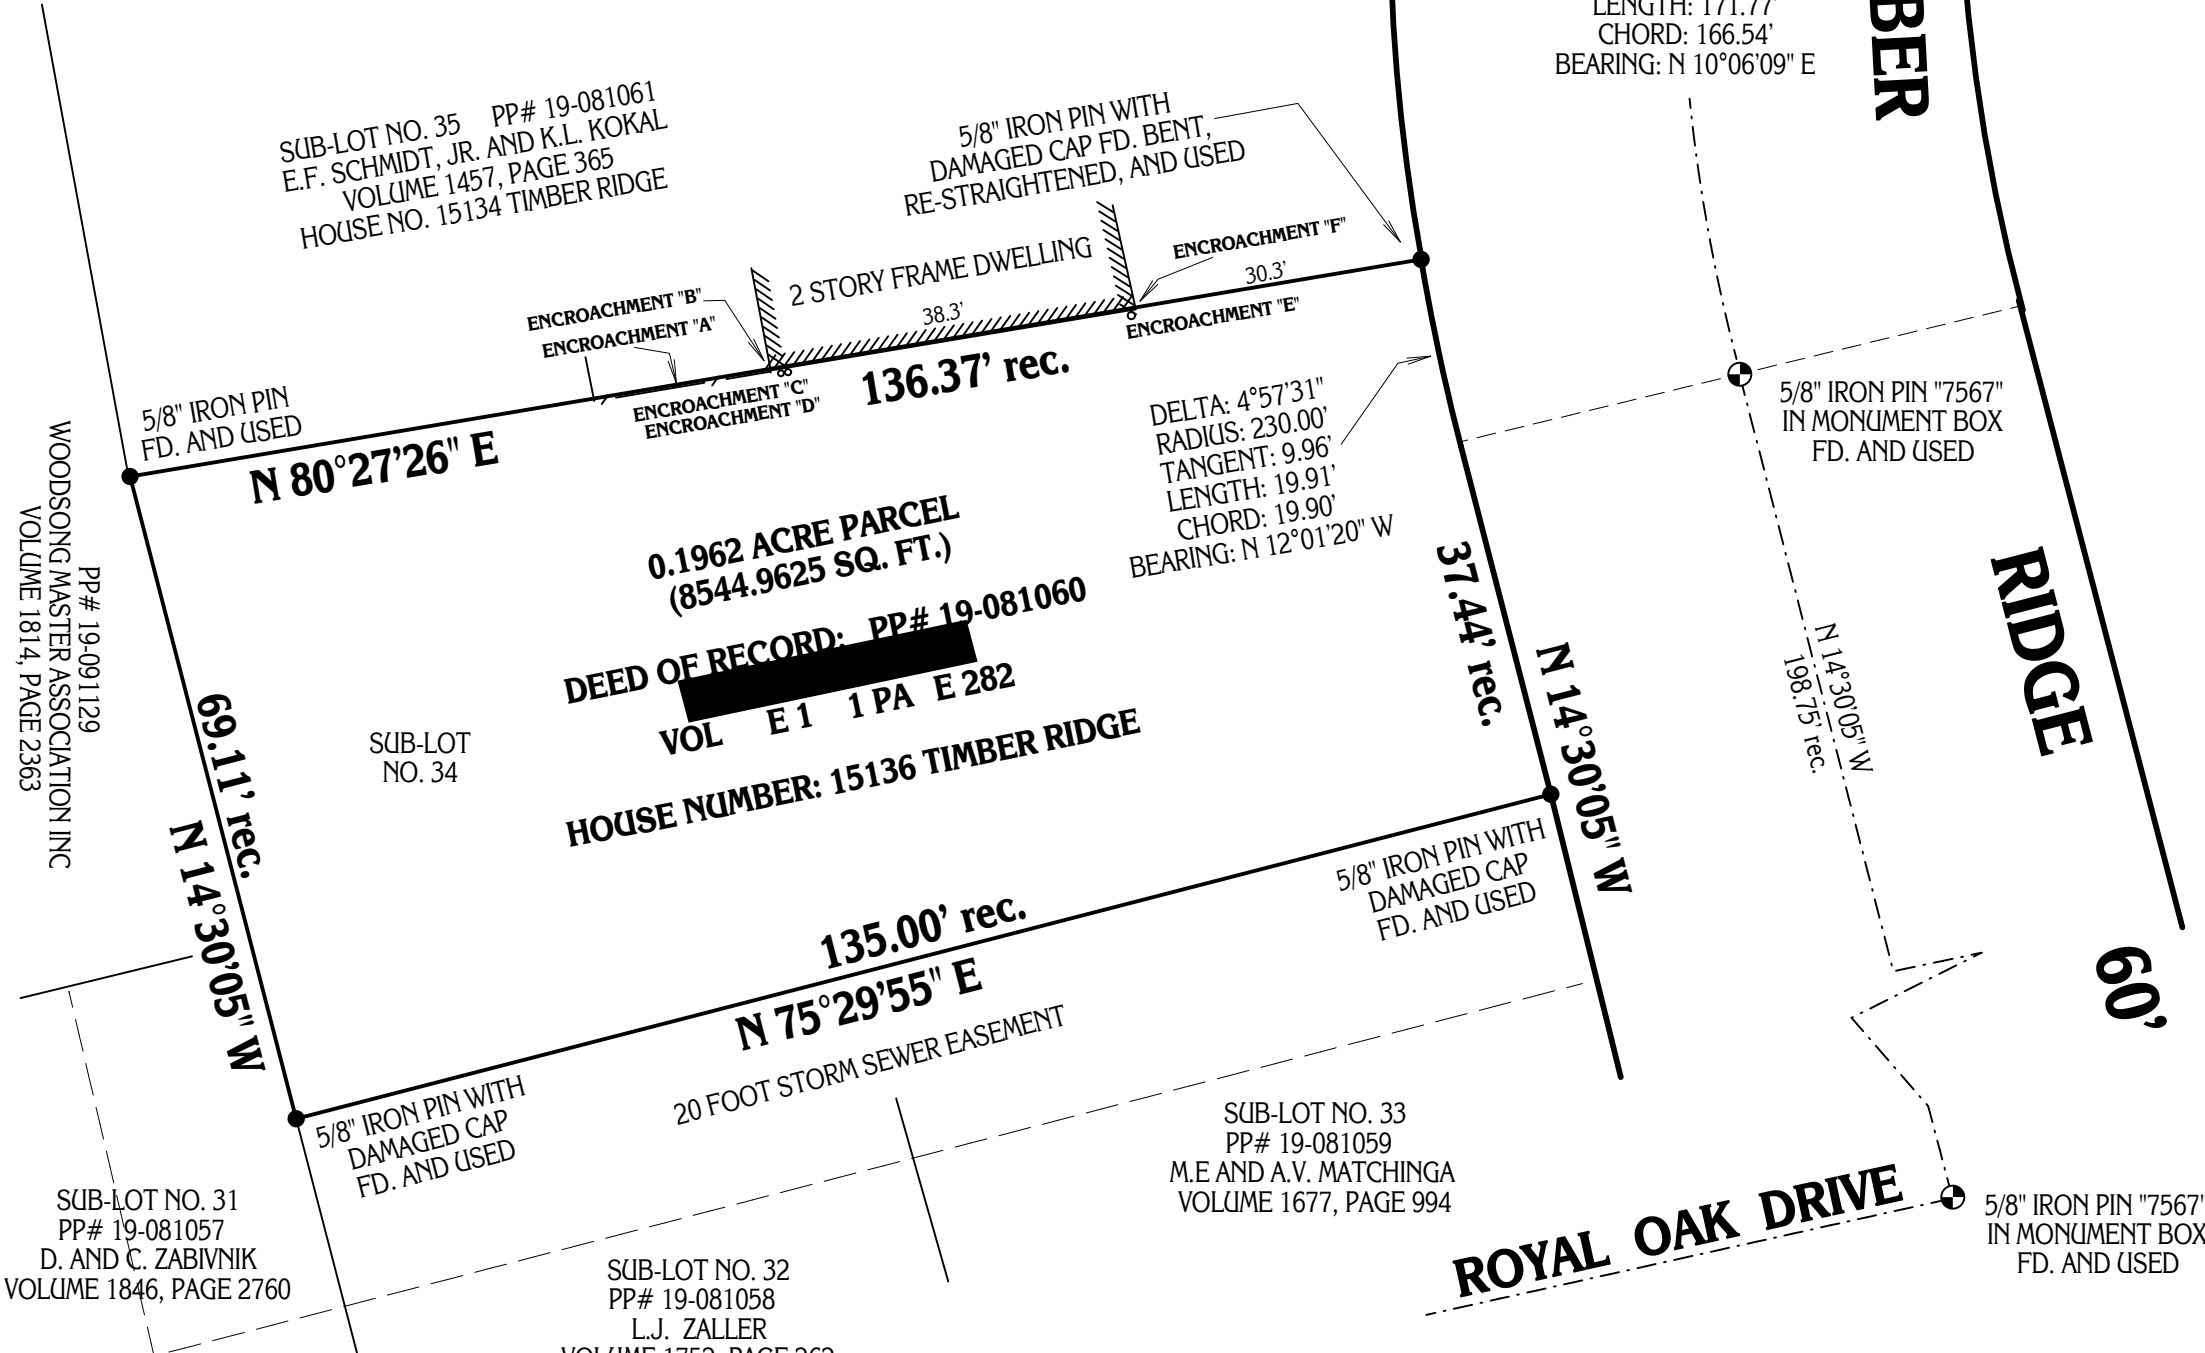 LENGTH: 171.77'
CHORD: 166.54'
BEARING: N 10°06'09" E
BER
SUB-LOT NO. 35 PP# 19-081061
E.F. SCHMIDT, JR. AND K.L. KOKAL
VOLUME 1457, PAGE 365
HOUSE NO. 15134 TIMBER RIDGE
5/8" IRON PIN WITH
DAMAGED CAP FD. BENT,
RE-STRAIGHTENED, AND USED
2 STORY FRAME DWELLING
38.3'
ENCROACHMENT "F"
30.3'
ENCROACHMENT "E"
ENCROACHMENT "B"
ENCROACHMENT "A"
ENCROACHMENT "C"
ENCROACHMENT "D"
136.37' rec.
5/8" IRON PIN
FD. AND USED
N 80°27'26" E
DELTA: 4°57'31"
RADIUS: 230.00'
TANGENT: 9.96'
LENGTH: 19.91'
CHORD: 19.90'
BEARING: N 12°01'20" W
5/8" IRON PIN "7567"
IN MONUMENT BOX
FD. AND USED
PP# 19-091129
WOODSONG MASTER ASSOCIATION INC
VOLUME 1814, PAGE 2363
0.1962 ACRE PARCEL
(8544.9625 SQ. FT.)
DEED OF RECORD: PP# 19-081060
VOL E 1 1 PA E 282
HOUSE NUMBER: 15136 TIMBER RIDGE
SUB-LOT
NO. 34
69.11' rec.
N 14°30'05" W
37.44' rec.
N 14°30'05" W
N 14°30'05" W
198.75' rec.
RIDGE
60'
5/8" IRON PIN WITH
DAMAGED CAP
FD. AND USED
135.00' rec.
N 75°29'55" E
20 FOOT STORM SEWER EASEMENT
5/8" IRON PIN WITH
DAMAGED CAP
FD. AND USED
SUB-LOT NO. 33
PP# 19-081059
M.E AND A.V. MATCHINGA
VOLUME 1677, PAGE 994
SUB-LOT NO. 31
PP# 19-081057
D. AND C. ZABIVNIK
VOLUME 1846, PAGE 2760
SUB-LOT NO. 32
PP# 19-081058
L.J. ZALLER
VOLUME 1752, PAGE
ROYAL OAK DRIVE
5/8" IRON PIN "7567"
IN MONUMENT BOX
FD. AND USED